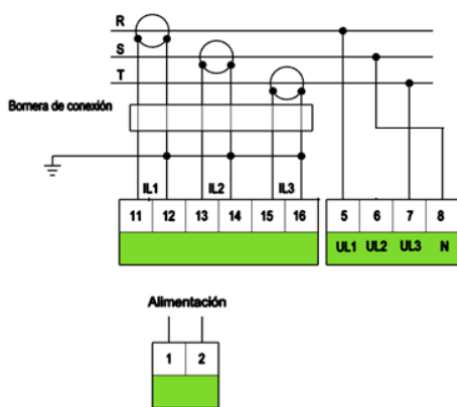 R
S
T
Bornera de conexión
IL1 IL2 IL3
11 12 13 14 15 16 5 6 7 8
UL1 UL2 UL3 N
Alimentación
1 2